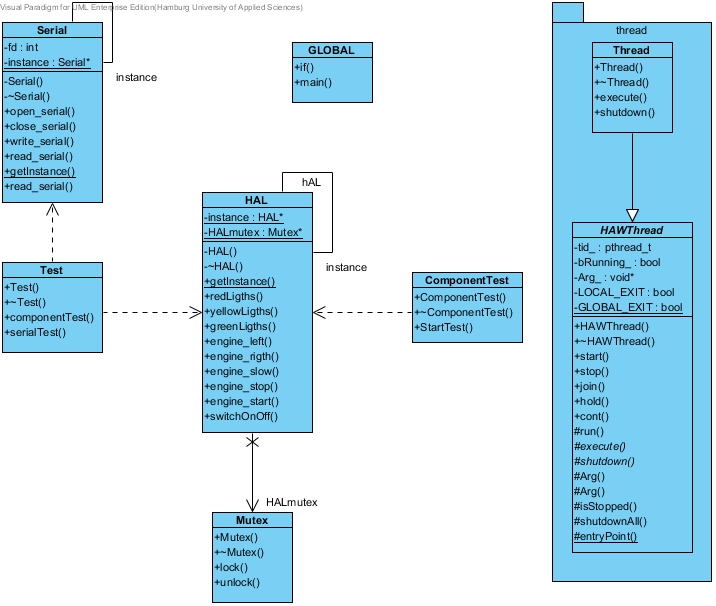 Visual Paradigm for UML Enterprise Edition(Hamburg University of Applied Sciences)
Serial
-fd : int
-instance : Serial*
-Serial()
-~Serial()
+open_serial()
+close_serial()
+write_serial()
+read_serial()
+getInstance()
+read_serial()
instance
GLOBAL
+if()
+main()
thread
Thread
+Thread()
+~Thread()
+execute()
+shutdown()
HAWThread
-tid_ : pthread_t
-bRunning_ : bool
-Arg_ : void*
-LOCAL_EXIT : bool
-GLOBAL_EXIT : bool
+HAWThread()
+~HAWThread()
+start()
+stop()
+join()
+hold()
+cont()
#run()
#execute()
#shutdown()
#Arg()
#Arg()
#isStopped()
#shutdownAll()
#entryPoint()
hAL
HAL
-instance : HAL*
-HALmutex : Mutex*
-HAL()
-~HAL()
+getInstance()
+redLigths()
+yellowLigths()
+greenLigths()
+engine_left()
+engine_rigth()
+engine_slow()
+engine_stop()
+engine_start()
+switchOnOff()
instance
Test
+Test()
+~Test()
+componentTest()
+serialTest()
ComponentTest
+ComponentTest()
+~ComponentTest()
+StartTest()
HALmutex
Mutex
+Mutex()
+~Mutex()
+lock()
+unlock()